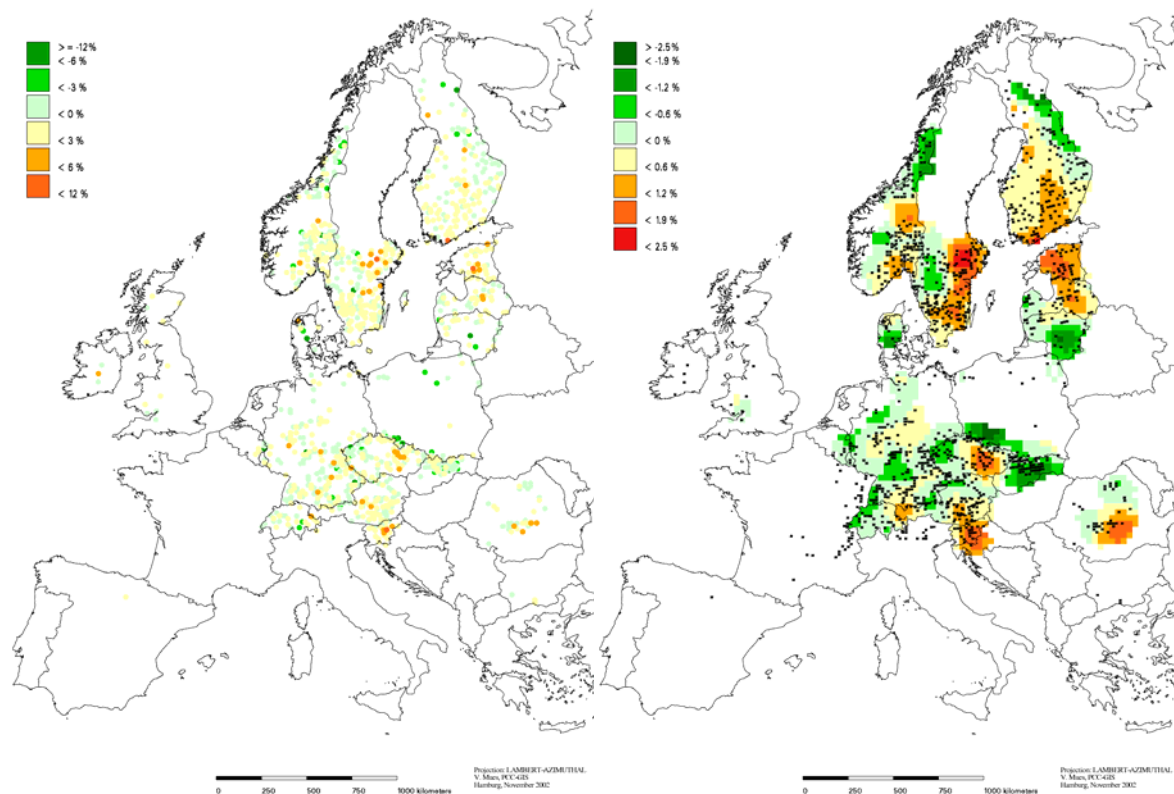 > = -12%
< -6 %
< -3 %
< 0 %
< 3 %
< 6 %
< 12 %
0 250 500 750 1000 kilometers
Projection: LAMBERT-AZIMUTHAL
V. Mues, PCC-GIS
Hamburg, November 2002
> -2.5%
< -1.9 %
< -1.2 %
< -0.6 %
0 %
< 0.6 %
< 1.2 %
< 1.9 %
< 2.5 %
0 250 500 750 1000 kilometers
Projection: LAMBERT-AZIMUTHAL
V. Mues, PCC-GIS
Hamburg, November 2002